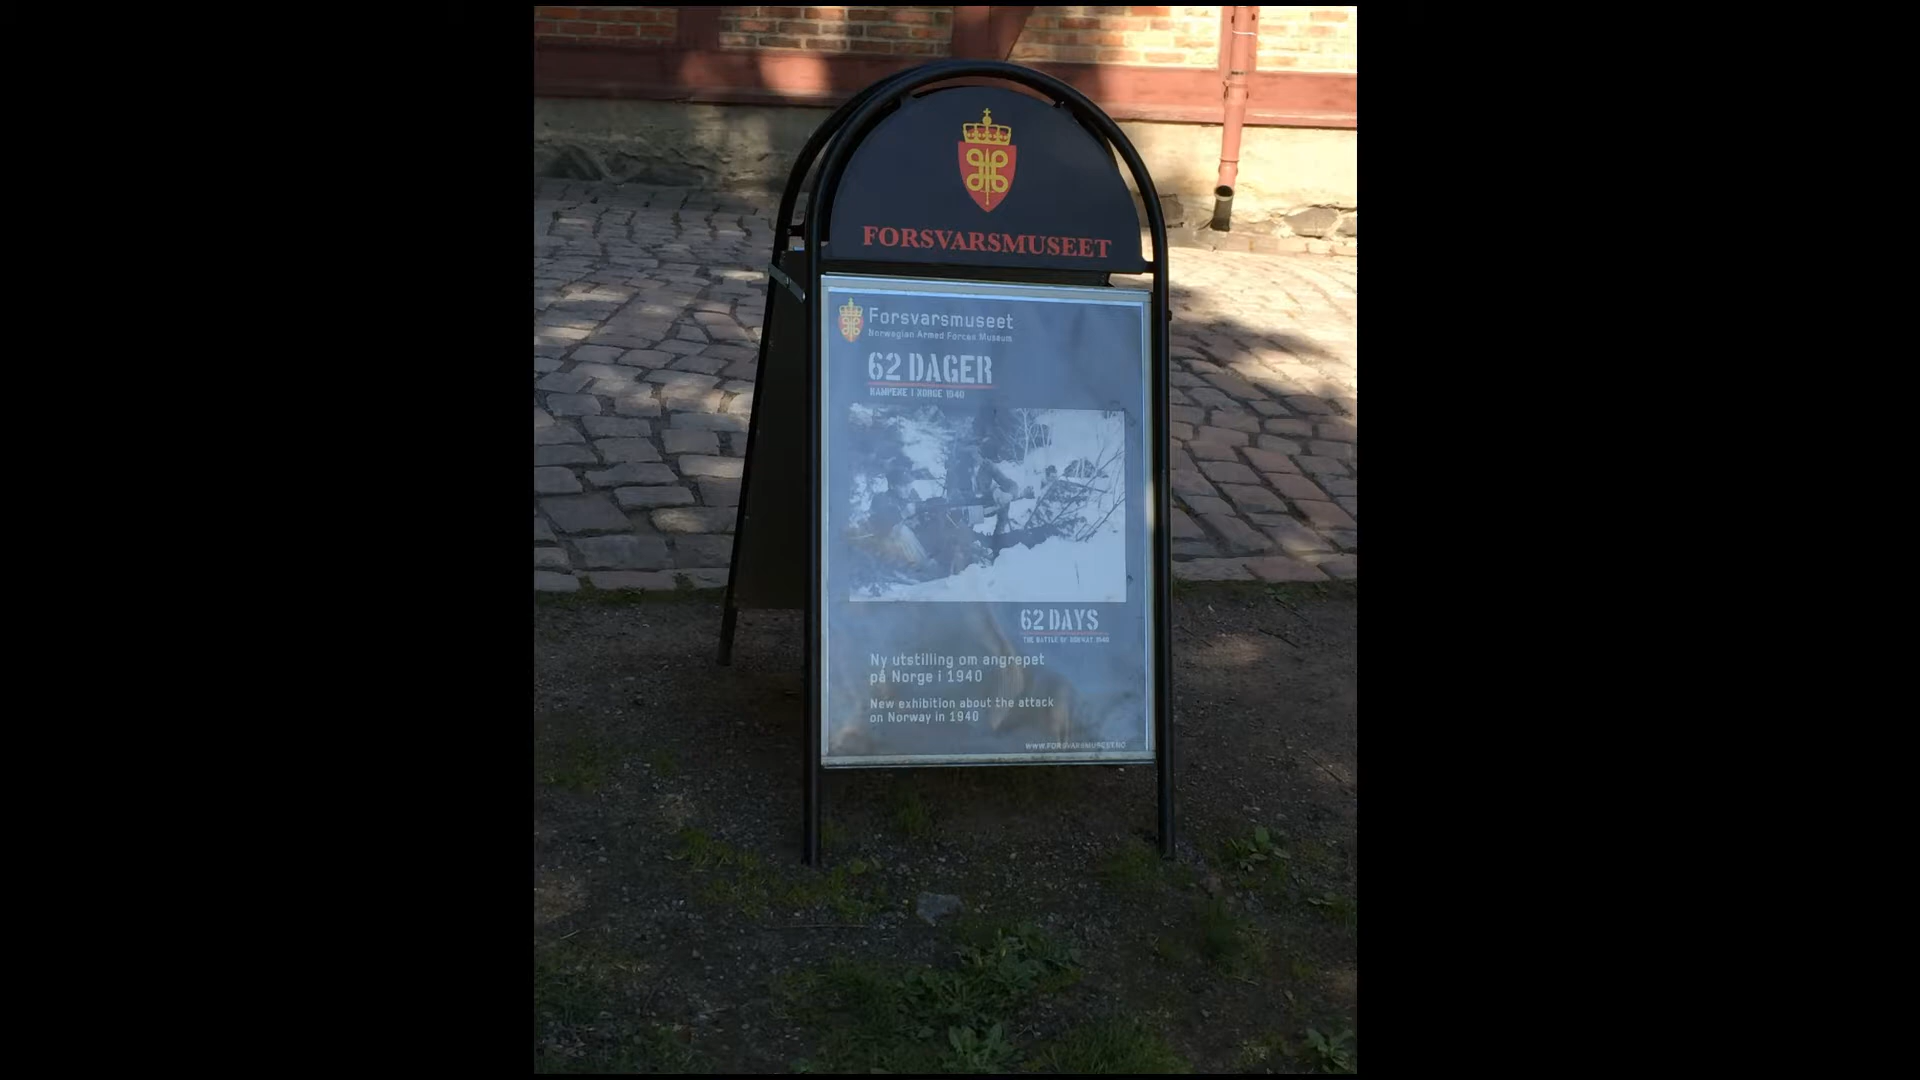 FORSVARSMUSEET
Forsvarsmuseet
Norwegian Armed Forces Museum
62 DAGER
KAMPENE I NORGE 1940
62 DAYS
THE BATTLE OF NORWAY 1940
Ny utstilling om angrepet
på Norge i 1940
New exhibition about the attack
on Norway in 1940
WWW.FORSVARSMUSEET.NO